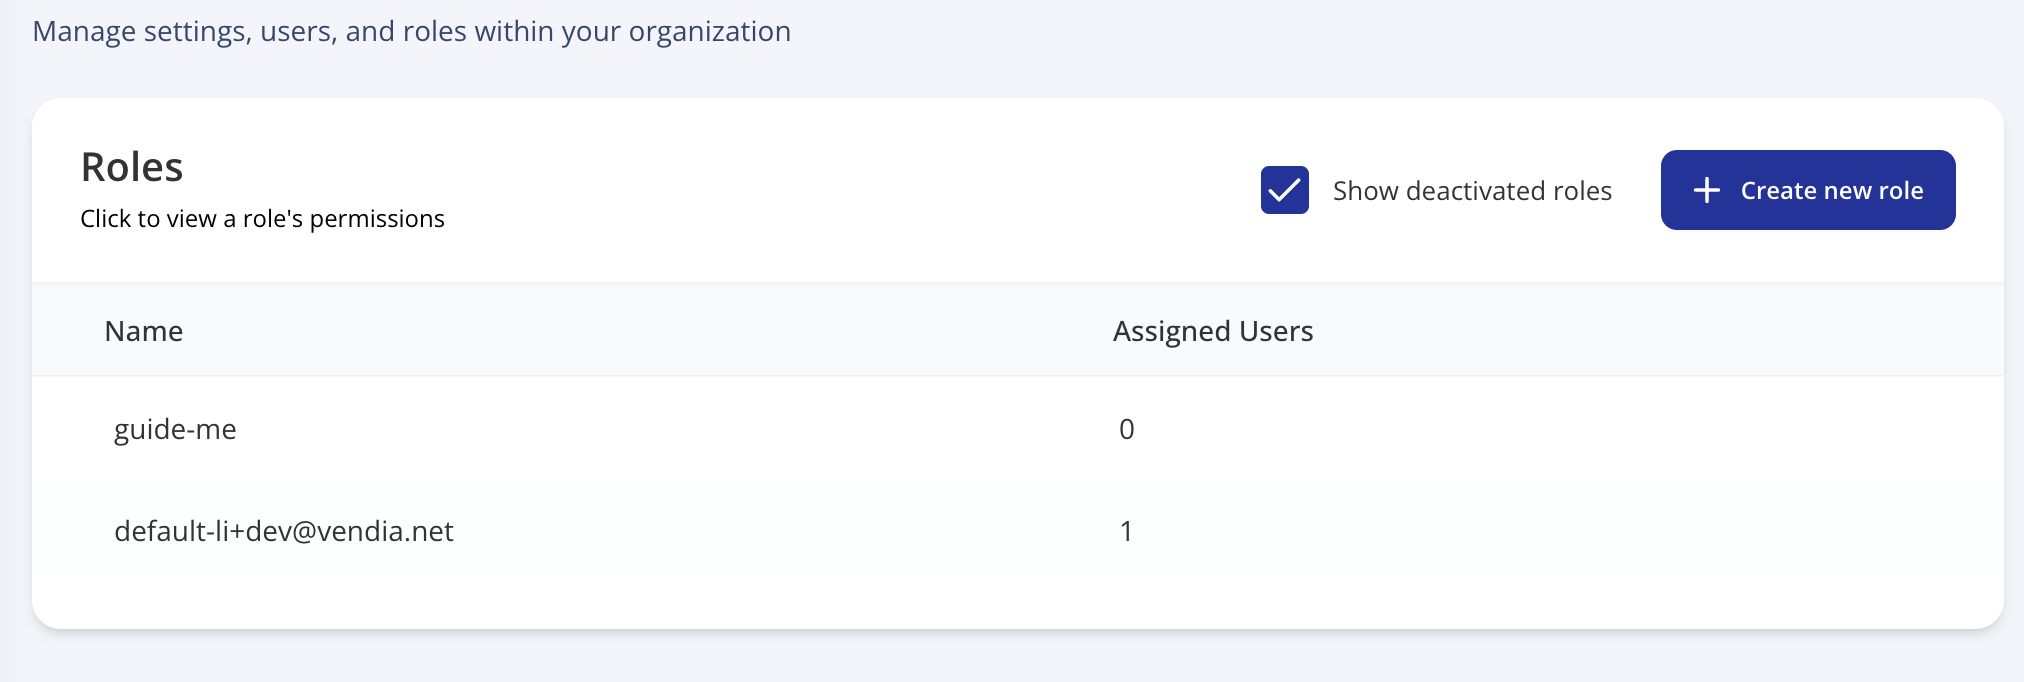 Manage settings, users, and roles within your organization
Roles
Click to view a role's permissions
Show deactivated roles
Create new role
Name Assigned Users
guide-me 0
default-li+dev@vendia.net 1